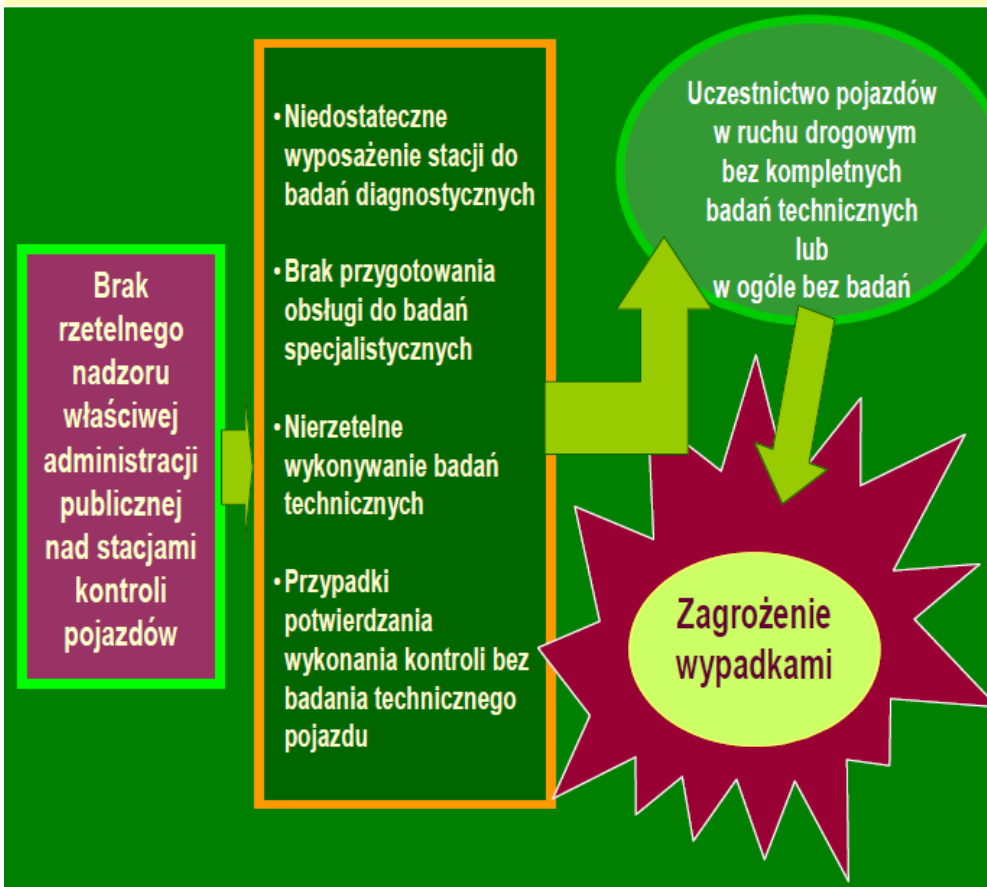 Brak
rzetelnego
nadzoru
właściwej
administracji
publicznej
nad stacjami
kontroli
pojazdów
•Niedostateczne
wyposażenie stacji do
badań diagnostycznych
•Brak przygotowania
obsługi do badań
specjalistycznych
•Nierzetelne
wykonywanie badań
technicznych
•Przypadki
potwierdzania
wykonania kontroli bez
badania technicznego
pojazdu
Uczestnictwo pojazdów
w ruchu drogowym
bez kompletnych
badań technicznych
lub
w ogóle bez badań
Zagrożenie
wypadkami